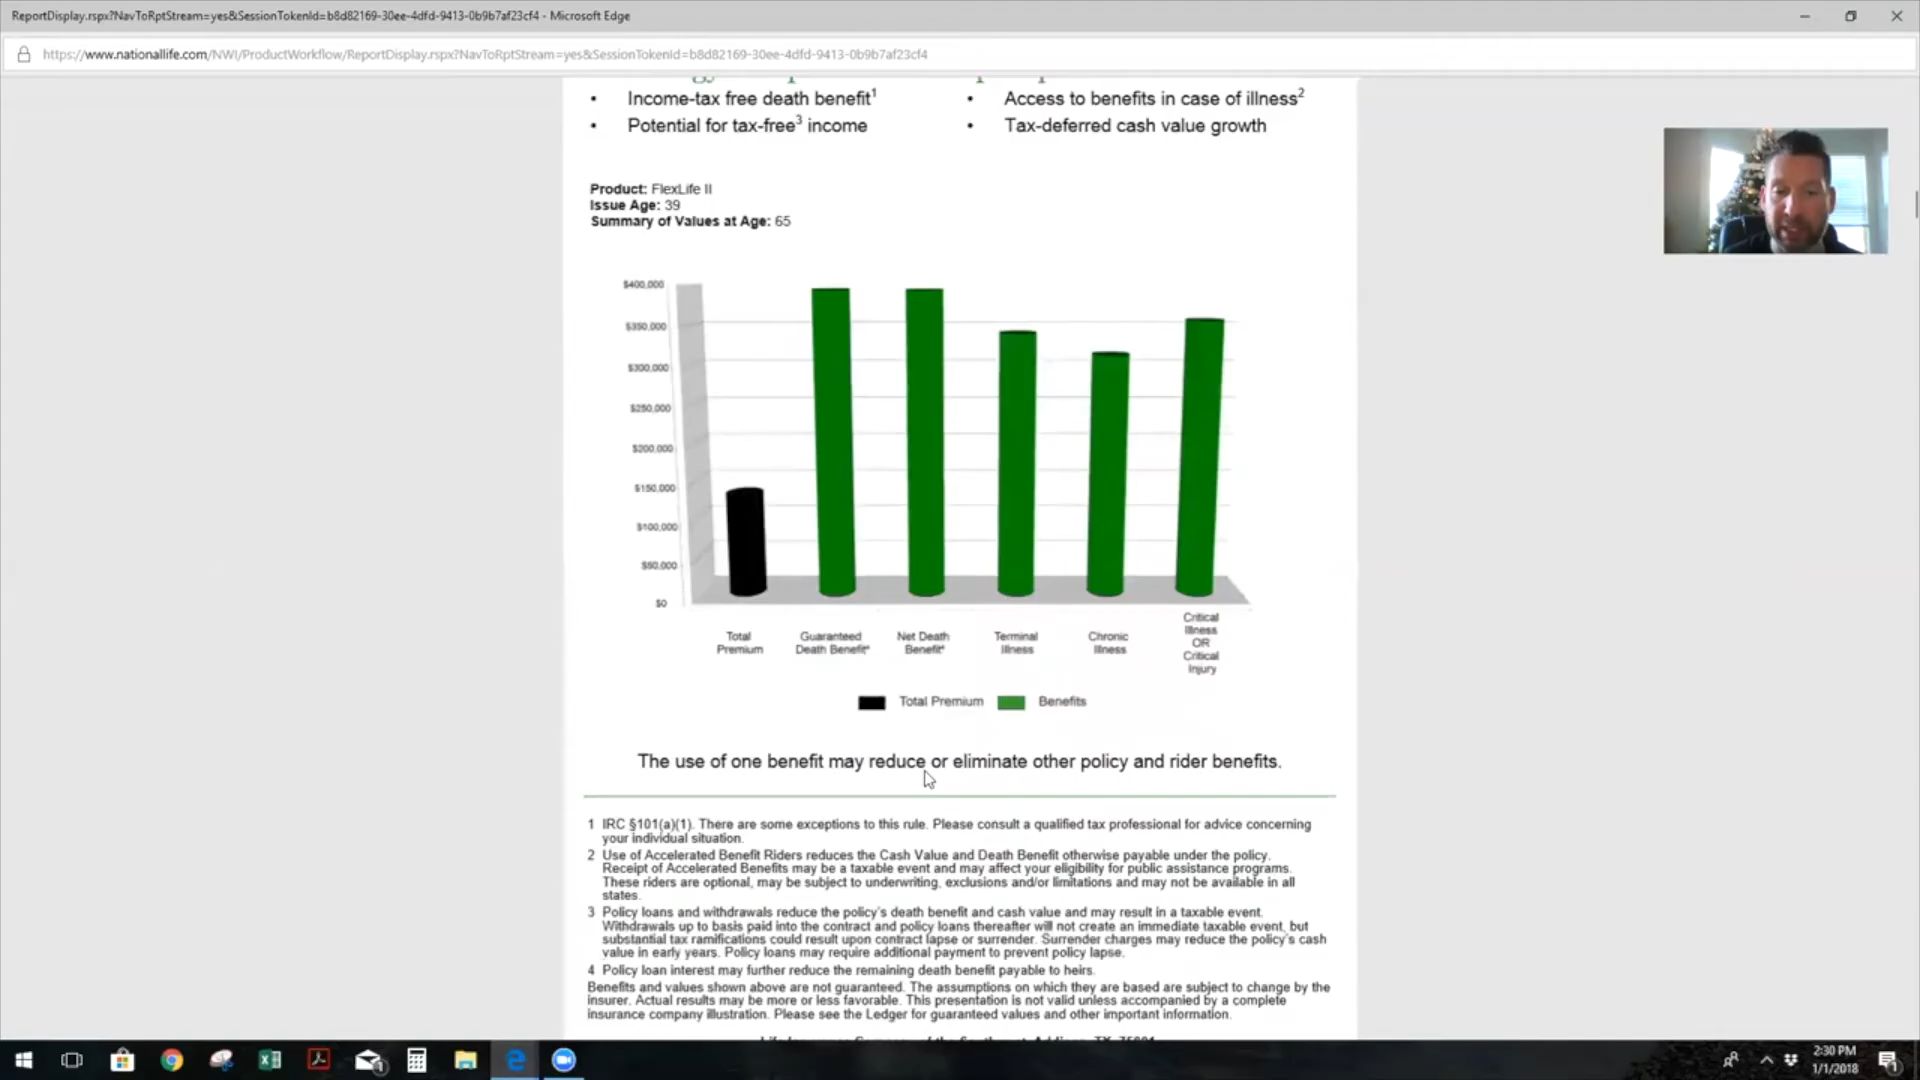 ReportDisplay.rspx?NavToRptStream=yes&SessionTokenId=b8d82169-30ee-4dfd-9413-0b9b7af23cf4 - Microsoft Edge
https://www.nationallife.com/NWI/ProductWorkflow/ReportDisplay.rspx?NavToRptStream=yes&SessionTokenId=b8d82169-30ee-4dfd-9413-0b9b7af23cf4
• Income-tax free death benefit1
• Access to benefits in case of illness2
• Potential for tax-free3 income
• Tax-deferred cash value growth
Product: FlexLife II
Issue Age: 39
Summary of Values at Age: 65
$400,000
$350,000
$300,000
$250,000
$200,000
$150,000
$100,000
$50,000
$0
Total
Premium
Guaranteed
Death Benefit4
Net Death
Benefit4
Terminal
Illness
Chronic
Illness
Critical
Illness
OR
Critical
Injury
Total Premium
Benefits
The use of one benefit may reduce or eliminate other policy and rider benefits.
1 IRC §101(a)(1). There are some exceptions to this rule. Please consult a qualified tax professional for advice concerning
your individual situation.
2 Use of Accelerated Benefit Riders reduces the Cash Value and Death Benefit otherwise payable under the policy.
Receipt of Accelerated Benefits may be a taxable event and may affect your eligibility for public assistance programs.
These riders are optional, may be subject to underwriting, exclusions and/or limitations and may not be available in all
states.
3 Policy loans and withdrawals reduce the policy's death benefit and cash value and may result in a taxable event.
Withdrawals up to basis paid into the contract and policy loans thereafter will not create an immediate taxable event, but
substantial tax ramifications could result upon contract lapse or surrender. Surrender charges may reduce the policy's cash
value in early years. Policy loans may require additional payment to prevent policy lapse.
4 Policy loan interest may further reduce the remaining death benefit payable to heirs.
Benefits and values shown above are not guaranteed. The assumptions on which they are based are subject to change by the
insurer. Actual results may be more or less favorable. This presentation is not valid unless accompanied by a complete
insurance company illustration. Please see the Ledger for guaranteed values and other important information.
2:30 PM
1/1/2018